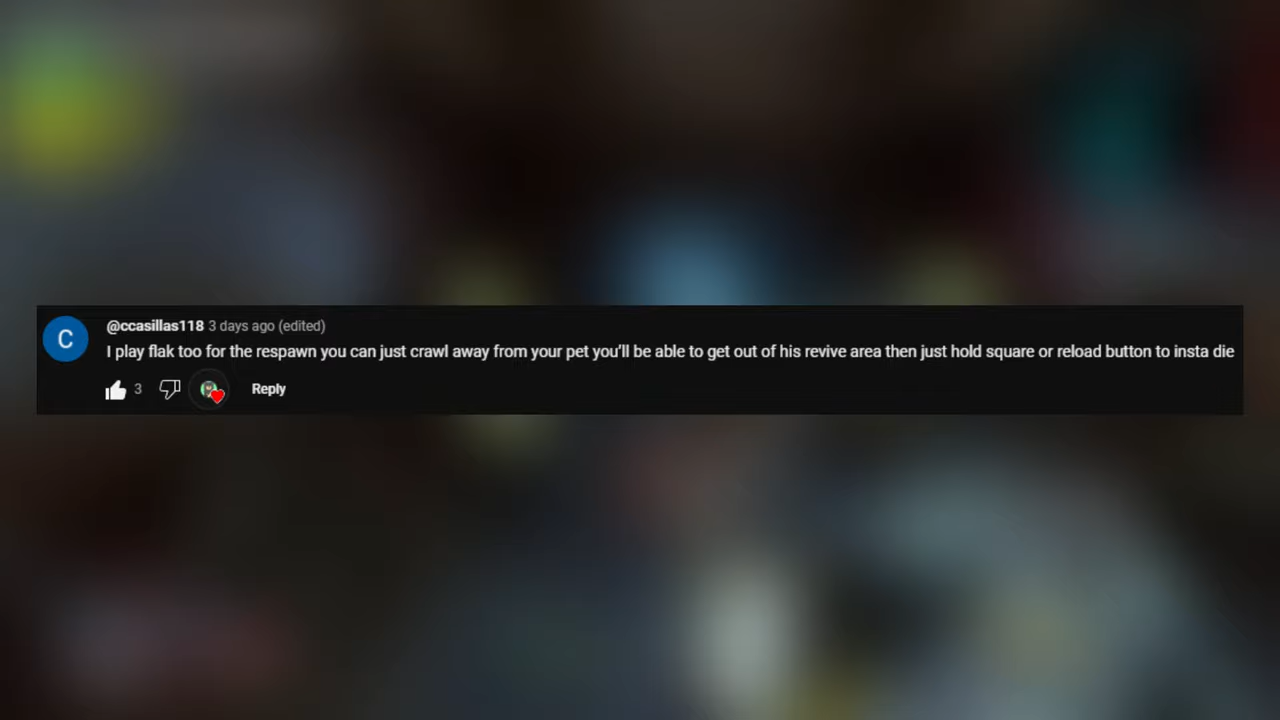 @ccasillas118 3 days ago (edited)
I play flak too for the respawn you can just crawl away from your pet you’ll be able to get out of his revive area then just hold square or reload button to insta die
3 Reply
C